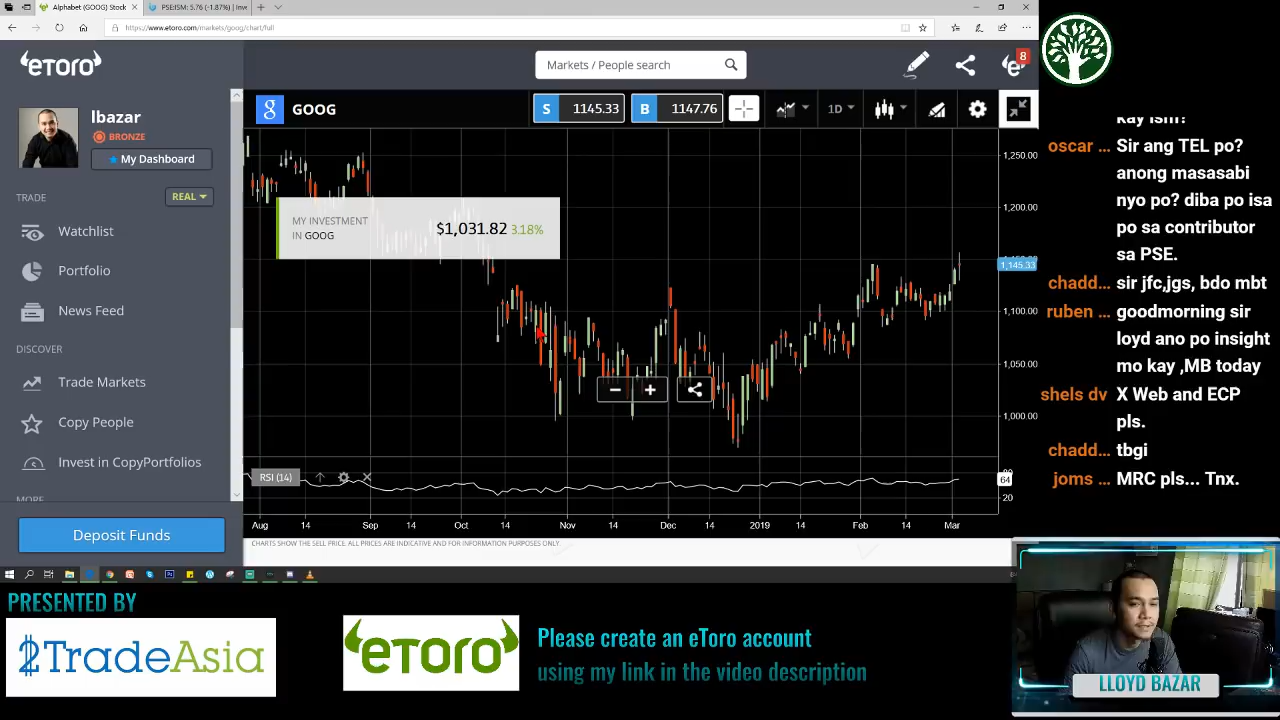 Alphabet (GOOG) Stock
PSE:ISM: 5.76 (-1.87%) | Inve
https://www.etoro.com/markets/goog/chart/full
eToro
Markets / People search
8
lbazar
BRONZE
My Dashboard
TRADE
REAL
Watchlist
Portfolio
News Feed
DISCOVER
Trade Markets
Copy People
Invest in CopyPortfolios
MORE
Deposit Funds
GOOG
S 1145.33
B 1147.76
1D
MY INVESTMENT
IN GOOG
$1,031.82 3.18%
1,250.00
1,200.00
1,145.33
1,100.00
1,050.00
1,000.00
RSI (14)
64
20
Aug 14 Sep 14 Oct 14 Nov 14 Dec 14 2019 14 Feb 14 Mar
CHARTS SHOW THE SELL PRICE. ALL PRICES ARE INDICATIVE AND FOR INFORMATION PURPOSES ONLY
kay ism?
oscar ... Sir ang TEL po?
anong masasabi
nyo po? diba po isa
po sa contributor
sa PSE.
chadd... sir jfc,jgs, bdo mbt
ruben ... goodmorning sir
loyd ano po insight
mo kay ,MB today
shels dv X Web and ECP
pls.
chadd... tbgi
joms ... MRC pls... Tnx.
PRESENTED BY
2TradeAsia
eToro
Please create an eToro account
using my link in the video description
LLOYD BAZAR